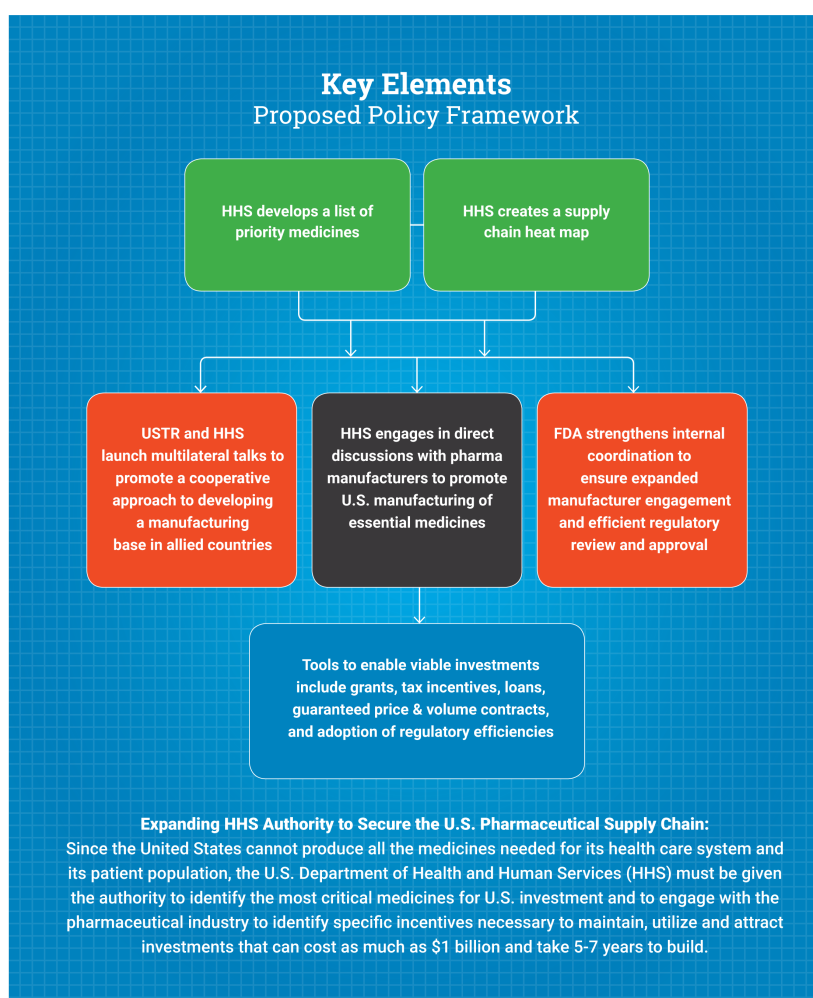 Key Elements
Proposed Policy Framework
HHS develops a list of
priority medicines
HHS creates a supply
chain heat map
USTR and HHS
launch multilateral talks to
promote a cooperative
approach to developing
a manufacturing
base in allied countries
HHS engages in direct
discussions with pharma
manufacturers to promote
U.S. manufacturing of
essential medicines
FDA strengthens internal
coordination to
ensure expanded
manufacturer engagement
and efficient regulatory
review and approval
Tools to enable viable investments
include grants, tax incentives, loans,
guaranteed price & volume contracts,
and adoption of regulatory efficiencies
Expanding HHS Authority to Secure the U.S. Pharmaceutical Supply Chain:
Since the United States cannot produce all the medicines needed for its health care system and
its patient population, the U.S. Department of Health and Human Services (HHS) must be given
the authority to identify the most critical medicines for U.S. investment and to engage with the
pharmaceutical industry to identify specific incentives necessary to maintain, utilize and attract
investments that can cost as much as $1 billion and take 5-7 years to build.